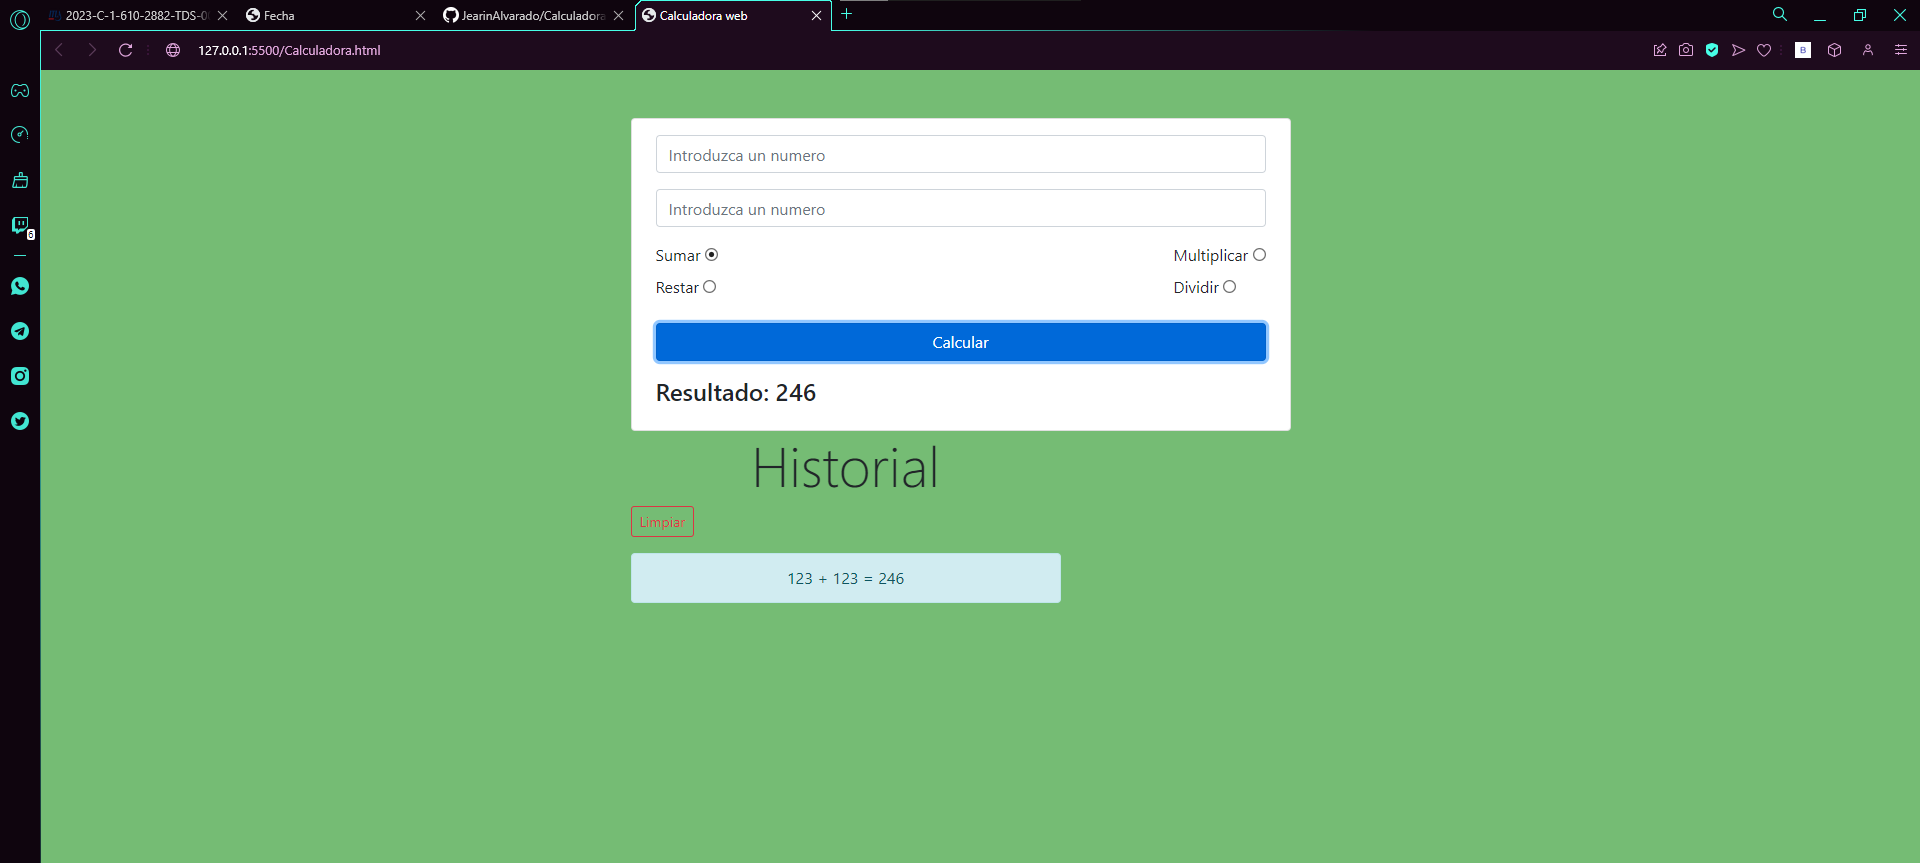 2023-C-1-610-2882-TDS-0
Fecha
JearinAlvarado/Calculadora
Calculadora web
127.0.0.1:5500/Calculadora.html
B
6
Introduzca un numero
Introduzca un numero
Sumar
Multiplicar
Restar
Dividir
Calcular
Resultado: 246
Historial
Limpiar
123 + 123 = 246